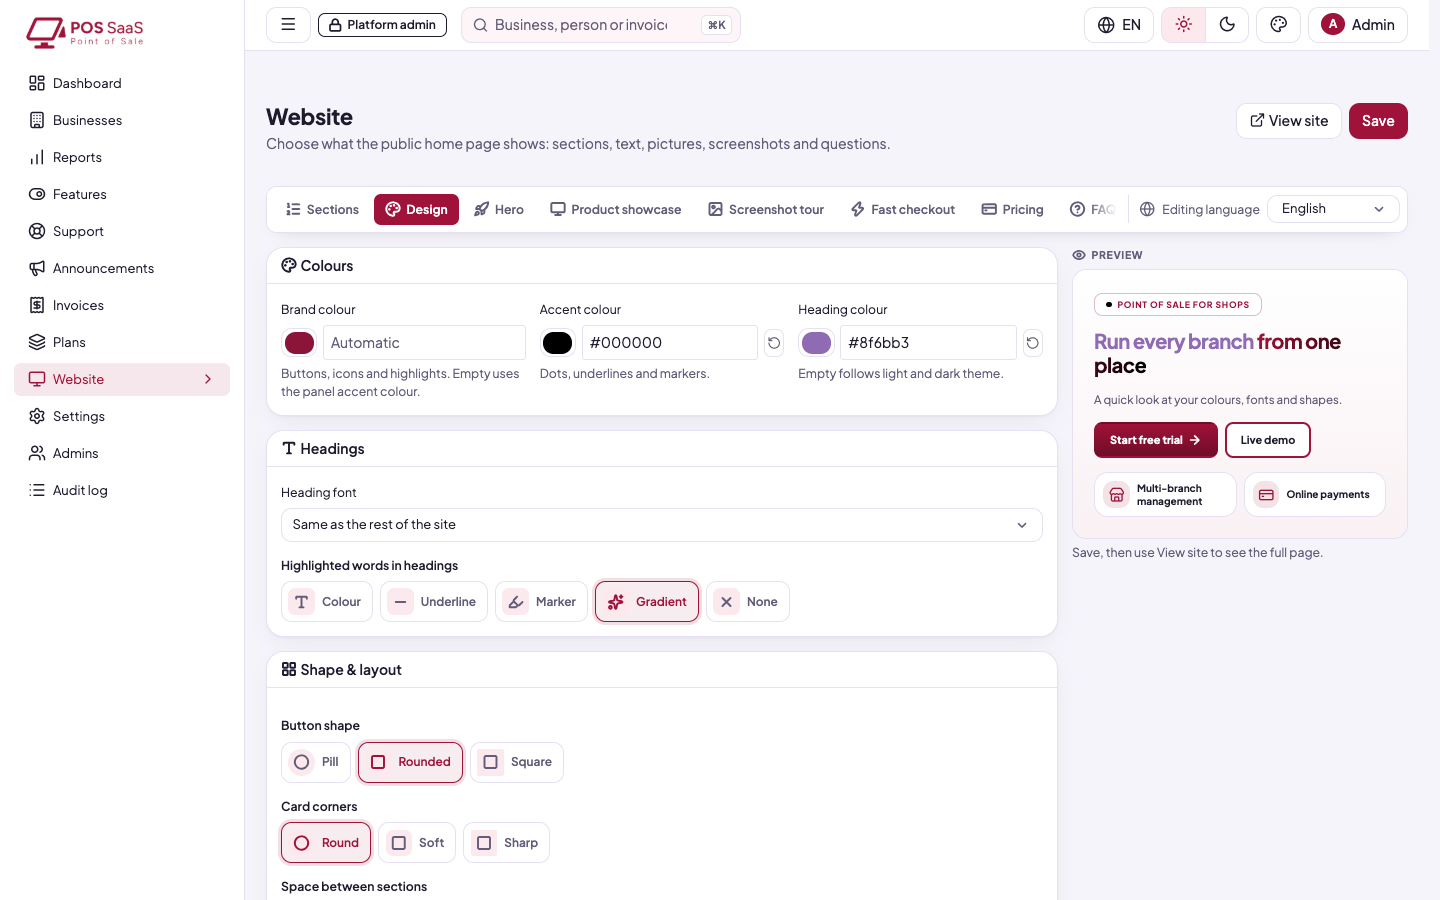 POS SaaS
Point of Sale
Dashboard
Businesses
Reports
Features
Support
Announcements
Invoices
Plans
Website
Settings
Admins
Audit log
Platform admin
Business, person or invoic
⌘K
EN
A
Admin
Website
Choose what the public home page shows: sections, text, pictures, screenshots and questions.
View site
Save
Sections
Design
Hero
Product showcase
Screenshot tour
Fast checkout
Pricing
FAQ
Editing language
English
Colours
Brand colour
Automatic
Buttons, icons and highlights. Empty uses
the panel accent colour.
Accent colour
#000000
Dots, underlines and markers.
Heading colour
#8f6bb3
Empty follows light and dark theme.
Headings
Heading font
Same as the rest of the site
Highlighted words in headings
Colour
Underline
Marker
Gradient
None
Shape & layout
Button shape
Pill
Rounded
Square
Card corners
Round
Soft
Sharp
Space between sections
PREVIEW
POINT OF SALE FOR SHOPS
Run every branch from one
place
A quick look at your colours, fonts and shapes.
Start free trial →
Live demo
Multi-branch
management
Online payments
Save, then use View site to see the full page.